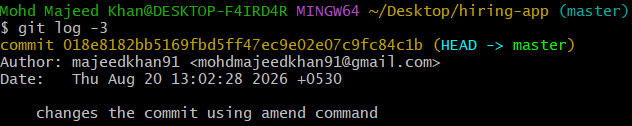 Mohd Majeed Khan@DESKTOP-F4IRD4R MINGW64 ~/Desktop/hiring-app (master)
$ git log -3
commit 018e8182bb5169fbd5ff47ec9e02e07c9fc84c1b (HEAD -> master)
Author: majeedkhan91 <mohdmajeedkhan91@gmail.com>
Date:   Thu Aug 20 13:02:28 2026 +0530
    changes the commit using amend command